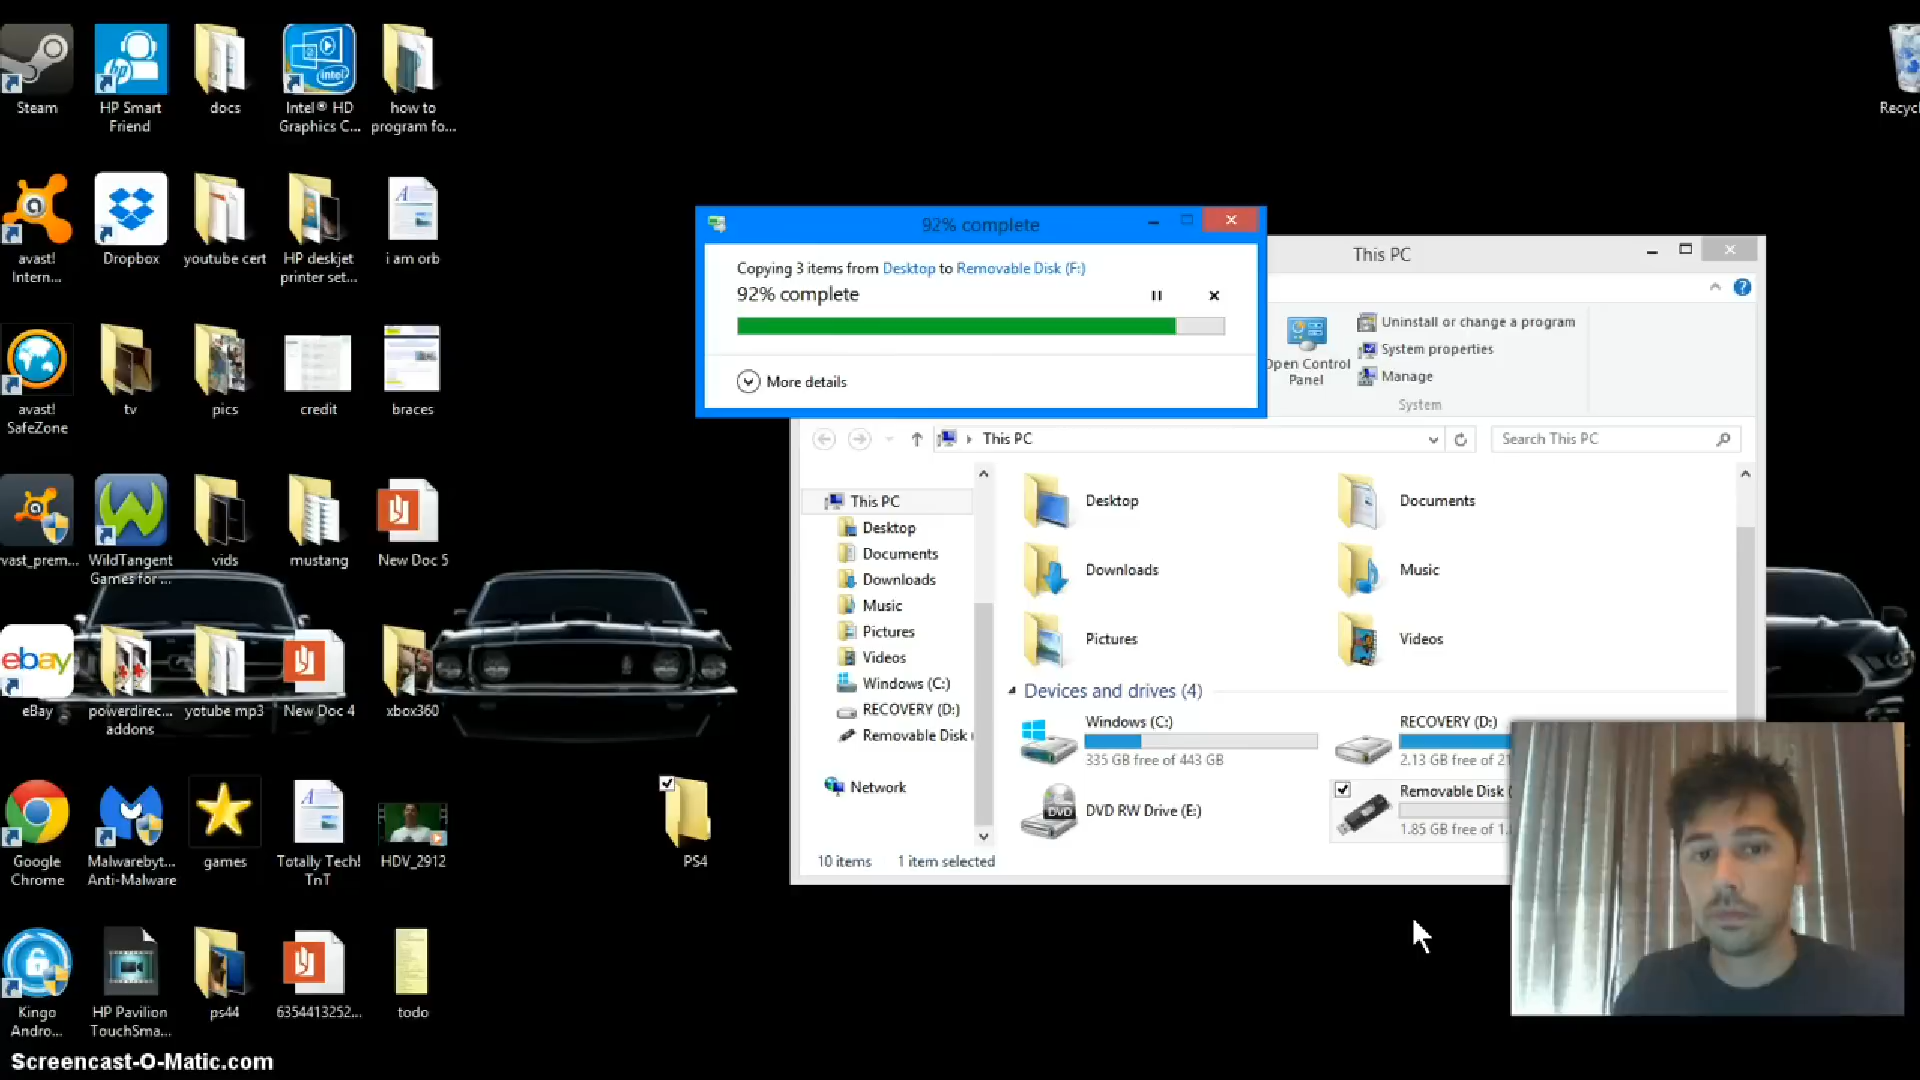 Steam
HP Smart
Friend
docs
Intel® HD
Graphics C...
how to
program fo...
Recycl
avast!
Intern...
Dropbox
youtube cert
HP deskjet
printer set...
i am orb
avast!
SafeZone
tv
pics
credit
braces
vast_prem...
WildTangent
Games for ...
vids
mustang
New Doc 5
ebay
eBay
powerdirec...
addons
yotube mp3
New Doc 4
xbox360
Google
Chrome
Malwarebyt...
Anti-Malware
games
Totally Tech!
TnT
HDV_2912
PS4
Kingo
Andro...
HP Pavilion
TouchSma...
ps44
6354413252...
todo
92% complete
Copying 3 items from Desktop to Removable Disk (F:)
92% complete
More details
This PC
Open Control
Panel
Uninstall or change a program
System properties
Manage
System
This PC
Search This PC
This PC
Desktop
Documents
Downloads
Music
Pictures
Videos
Windows (C:)
RECOVERY (D:)
Removable Disk
Network
Desktop
Documents
Downloads
Music
Pictures
Videos
Devices and drives (4)
Windows (C:)
335 GB free of 443 GB
RECOVERY (D:)
2.13 GB free of 21
DVD RW Drive (E:)
DVD
Removable Disk (
1.85 GB free of 1.
10 items
1 item selected
Screencast-O-Matic.com